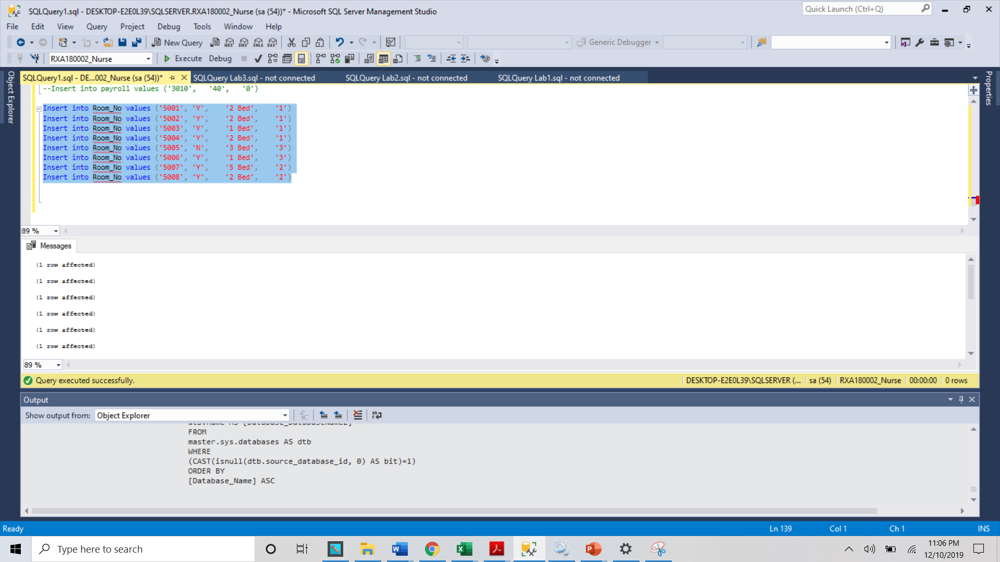 SQLQuery1.sql - DESKTOP-E2E0L39\SQLSERVER.RXA180002_Nurse (sa (54))* - Microsoft SQL Server Management Studio
Quick Launch (Ctrl+Q)
File Edit View Query Project Debug Tools Window Help
New Query MDX DMX XMLA DAX Generic Debugger
RXA180002_Nurse Execute Debug
Object Explorer
SQLQuery1.sql - DE...002_Nurse (sa (54))* SQLQuery Lab3.sql - not connected SQLQuery Lab2.sql - not connected SQLQuery Lab1.sql - not connected
Properties
--Insert into payroll values ('3010', '40', '0')
Insert into Room_No values ('5001', 'Y', '2 Bed', '1')
Insert into Room_No values ('5002', 'Y', '2 Bed', '1')
Insert into Room_No values ('5003', 'Y', '1 Bed', '1')
Insert into Room_No values ('5004', 'Y', '2 Bed', '1')
Insert into Room_No values ('5005', 'N', '3 Bed', '3')
Insert into Room_No values ('5006', 'Y', '1 Bed', '3')
Insert into Room_No values ('5007', 'Y', '5 Bed', '2')
Insert into Room_No values ('5008', 'Y', '2 Bed', '2')
89 %
Messages
(1 row affected)
(1 row affected)
(1 row affected)
(1 row affected)
(1 row affected)
(1 row affected)
89 %
Query executed successfully. DESKTOP-E2E0L39\SQLSERVER (... sa (54) RXA180002_Nurse 00:00:00 0 rows
Output
Show output from: Object Explorer
dtb.name AS [Database_DatabaseName2]
FROM
master.sys.databases AS dtb
WHERE
(CAST(isnull(dtb.source_database_id, 0) AS bit)=1)
ORDER BY
[Database_Name] ASC
Ready Ln 139 Col 1 Ch 1 INS
Type here to search
11:06 PM
12/10/2019